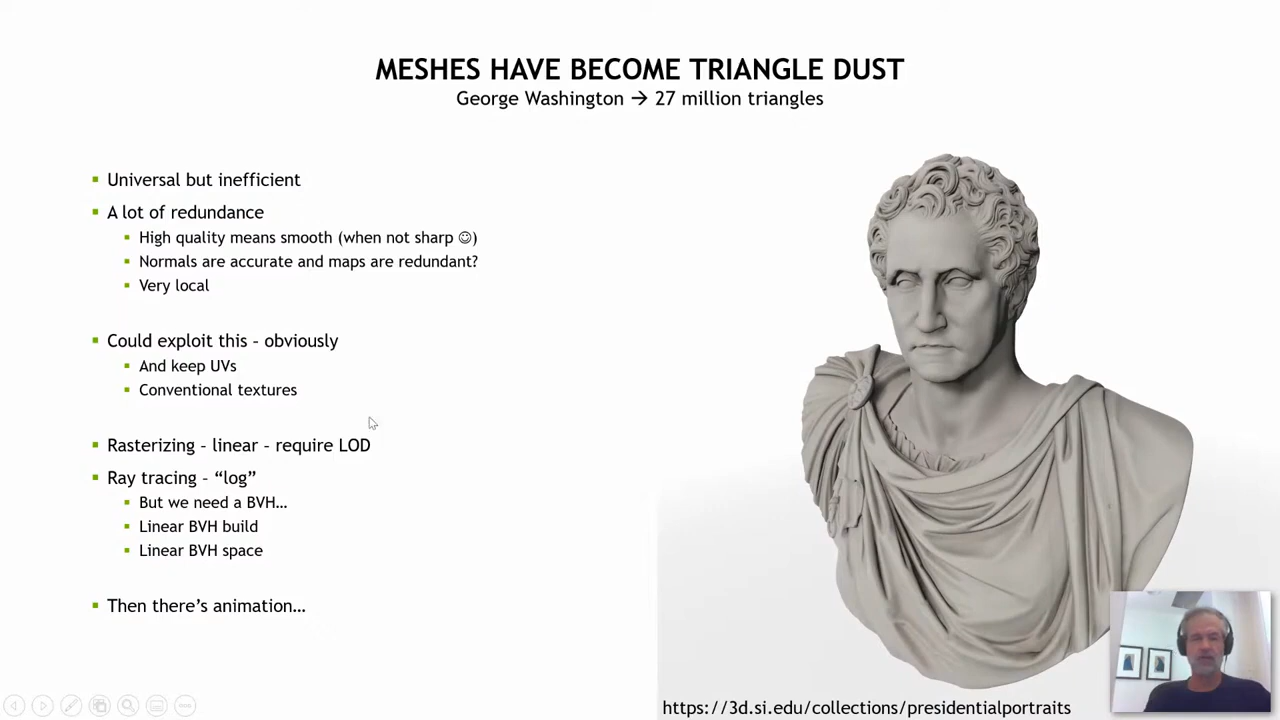 MESHES HAVE BECOME TRIANGLE DUST
George Washington → 27 million triangles
Universal but inefficient
A lot of redundance
High quality means smooth (when not sharp ☺)
Normals are accurate and maps are redundant?
Very local
Could exploit this – obviously
And keep UVs
Conventional textures
Rasterizing – linear – require LOD
Ray tracing – “log”
But we need a BVH…
Linear BVH build
Linear BVH space
Then there’s animation…
https://3d.si.edu/collections/presidentialportraits